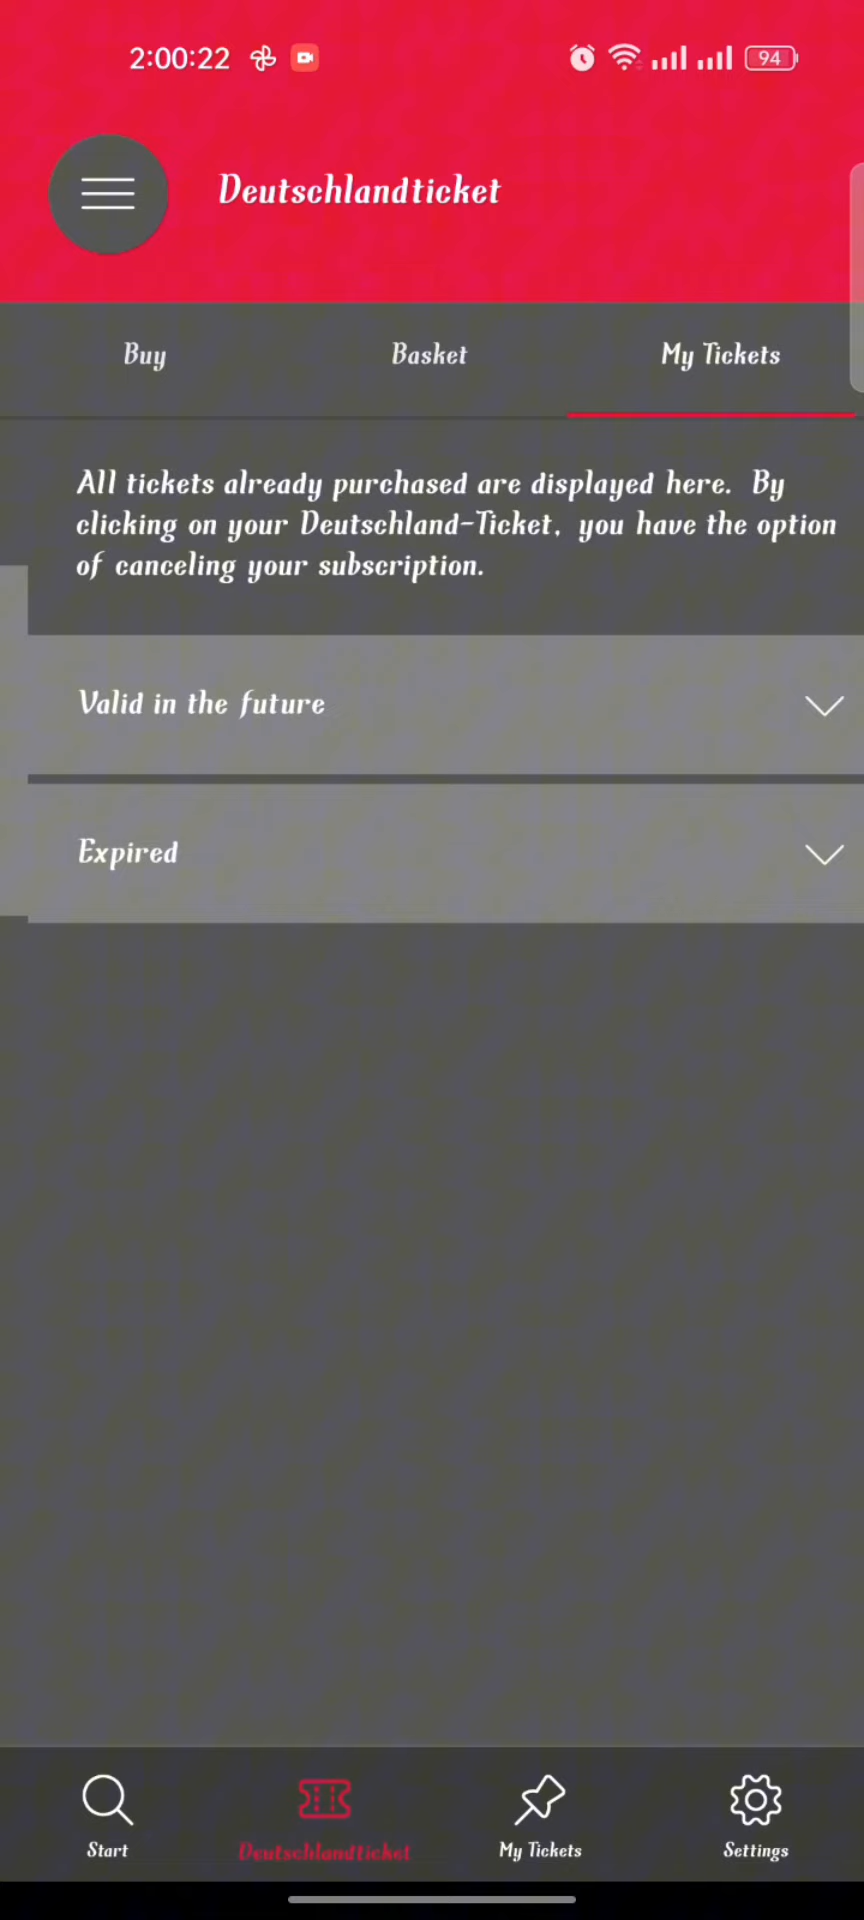 2:00:22
94
Deutschlandticket
Buy
Basket
My Tickets
All tickets already purchased are displayed here. By
clicking on your Deutschland-Ticket, you have the option
of canceling your subscription.
Valid in the future
Expired
Start
Deutschlandticket
My Tickets
Settings